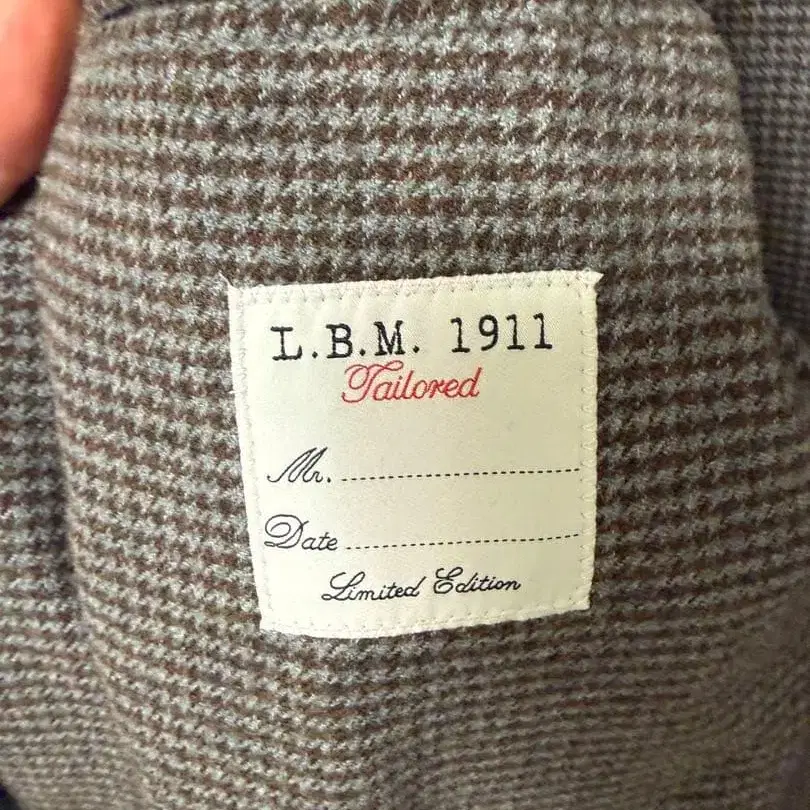 L.B.M. 1911
Tailored
Mr. ........................................
Date ........................................
Limited Edition